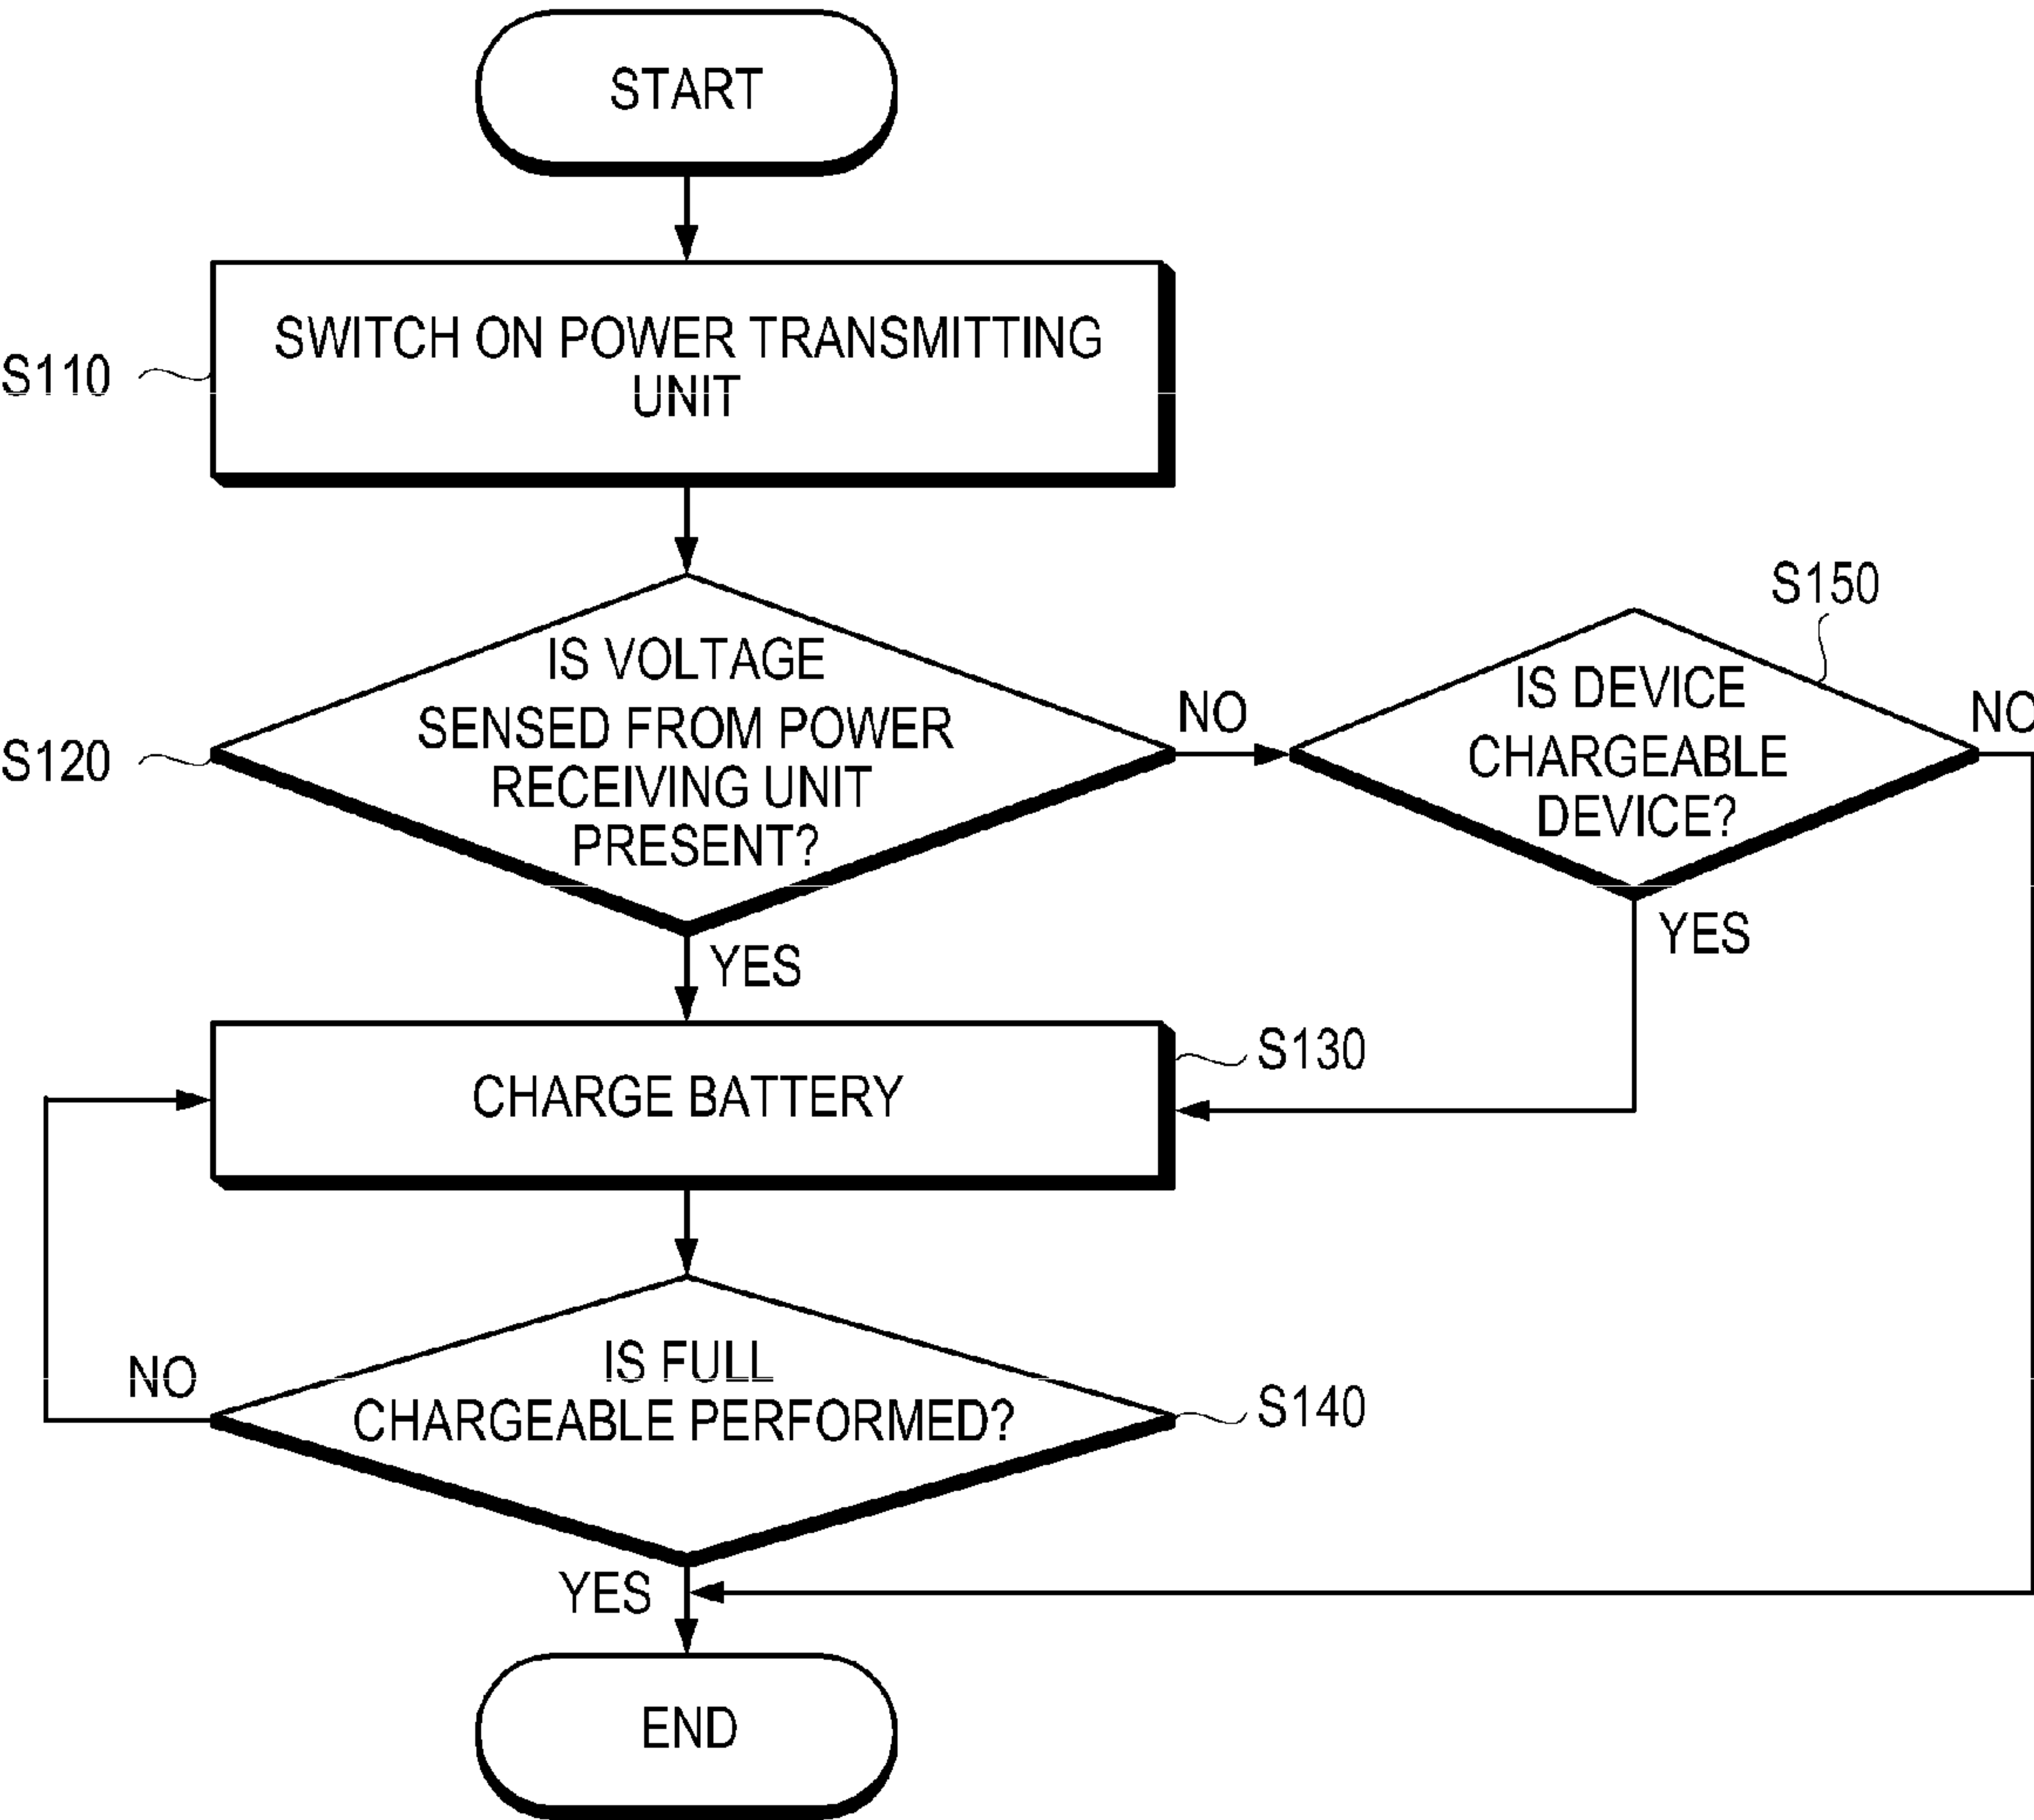 START
SWITCH ON POWER TRANSMITTING
UNIT
S110
IS VOLTAGE
SENSED FROM POWER
RECEIVING UNIT
PRESENT?
S120
NO
S150
IS DEVICE
CHARGEABLE
DEVICE?
NO
YES
YES
S130
CHARGE BATTERY
IS FULL
CHARGEABLE PERFORMED?
NO
S140
YES
END